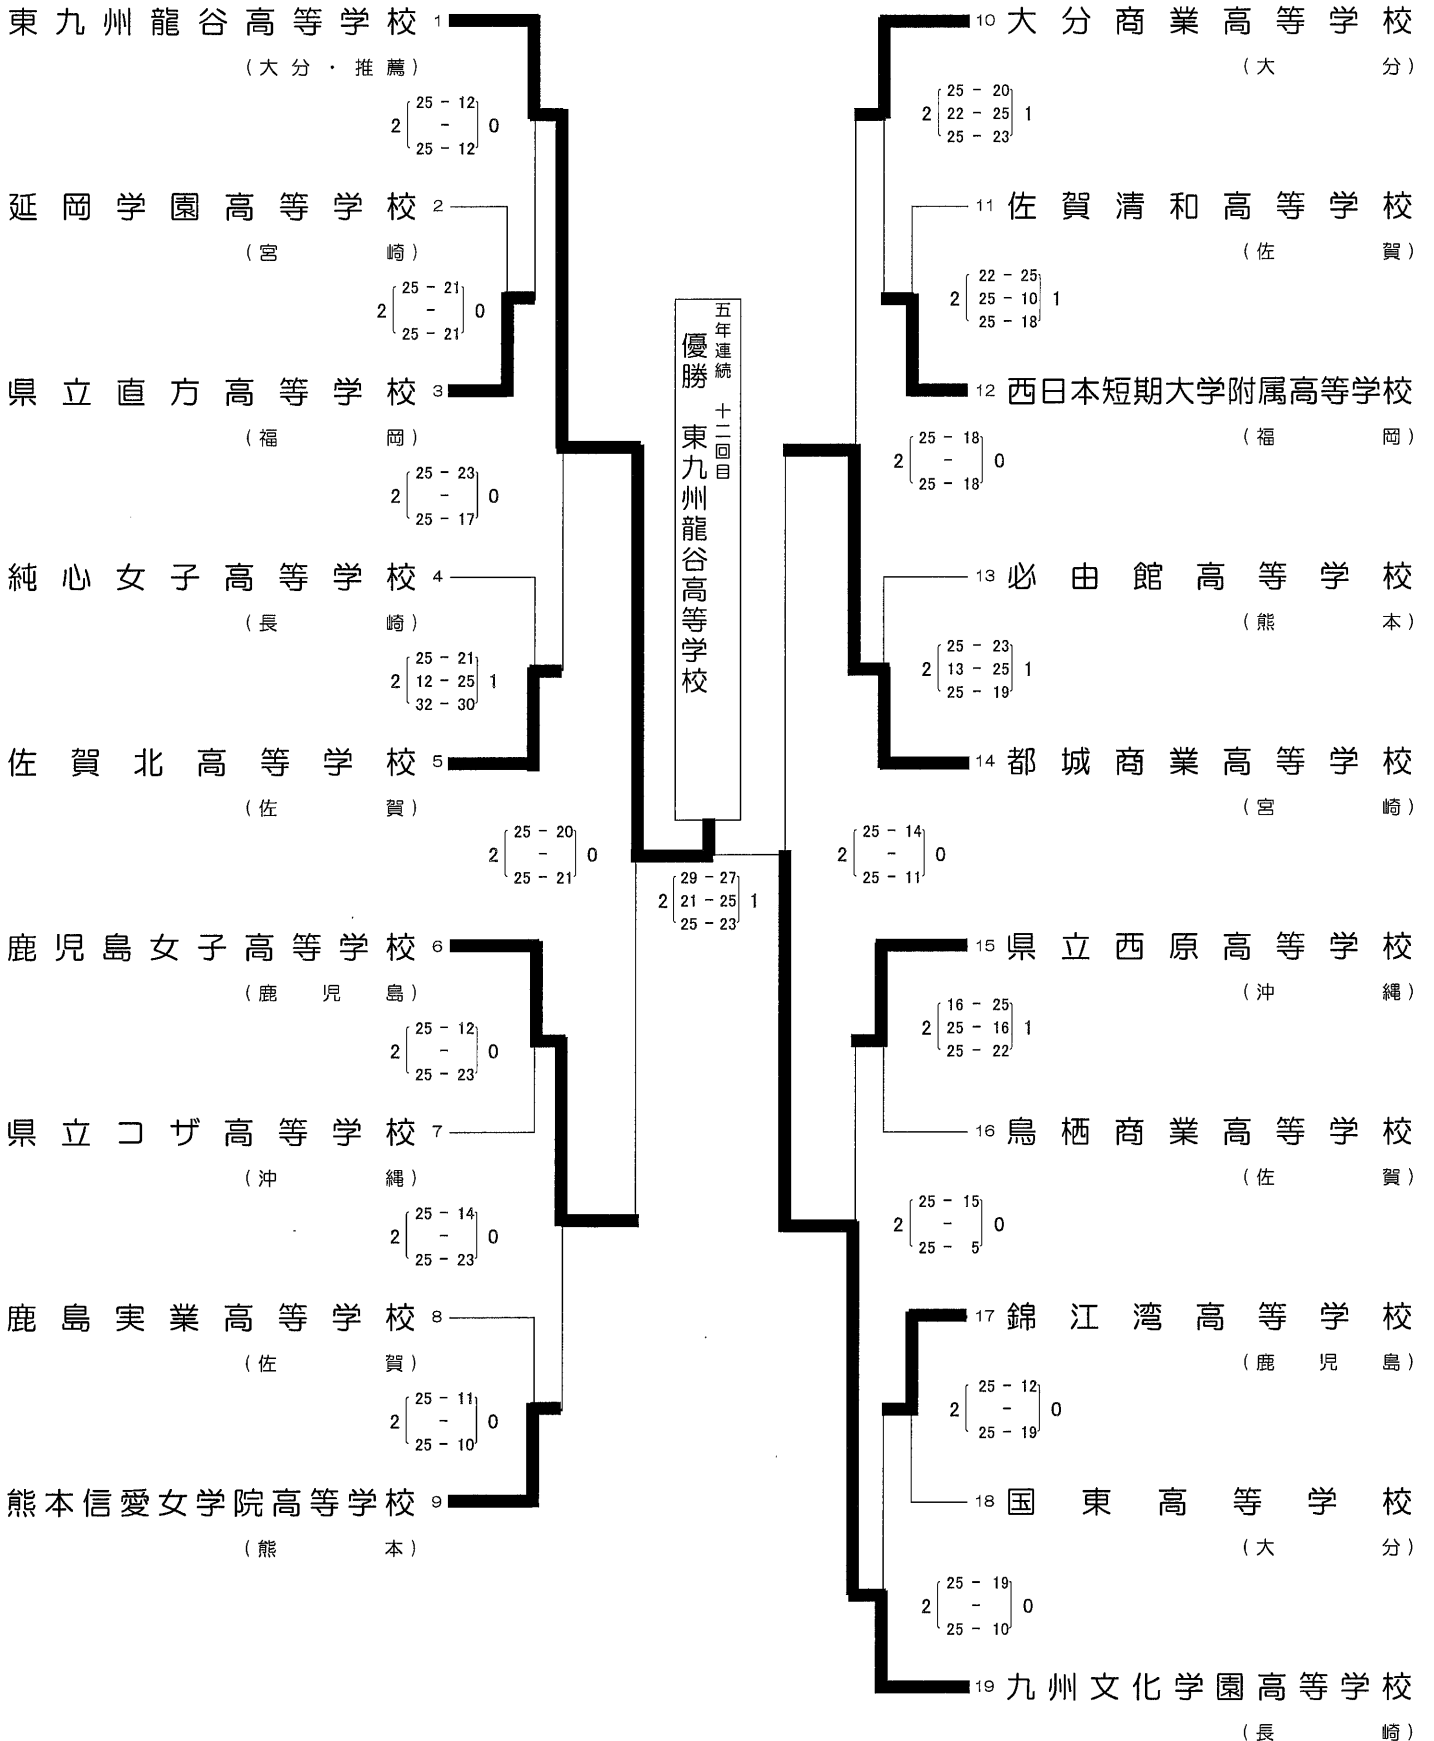 東九州龍谷高等学校 1
(大分・推薦)
25 - 12
2 - 0
25 - 12
延岡学園高等学校 2
(宮崎)
25 - 21
2 - 0
25 - 21
県立直方高等学校 3
(福岡)
25 - 23
2 - 0
25 - 17
純心女子高等学校 4
(長崎)
25 - 21
2 12 - 25 1
32 - 30
佐賀北高等学校 5
(佐賀)
25 - 20
2 - 0
25 - 21
鹿児島女子高等学校 6
(鹿児島)
25 - 12
2 - 0
25 - 23
県立コザ高等学校 7
(沖縄)
25 - 14
2 - 0
25 - 23
鹿島実業高等学校 8
(佐賀)
25 - 11
2 - 0
25 - 10
熊本信愛女学院高等学校 9
(熊本)
五年連続 十二回目
優勝 東九州龍谷高等学校
29 - 27
2 21 - 25 1
25 - 23
10 大分商業高等学校
(大分)
25 - 20
2 22 - 25 1
25 - 23
11 佐賀清和高等学校
(佐賀)
22 - 25
2 25 - 10 1
25 - 18
12 西日本短期大学附属高等学校
(福岡)
25 - 18
2 - 0
25 - 18
13 必由館高等学校
(熊本)
25 - 23
2 13 - 25 1
25 - 19
14 都城商業高等学校
(宮崎)
25 - 14
2 - 0
25 - 11
15 県立西原高等学校
(沖縄)
16 - 25
2 25 - 16 1
25 - 22
16 鳥栖商業高等学校
(佐賀)
25 - 15
2 - 0
25 - 5
17 錦江湾高等学校
(鹿児島)
25 - 12
2 - 0
25 - 19
18 国東高等学校
(大分)
25 - 19
2 - 0
25 - 10
19 九州文化学園高等学校
(長崎)